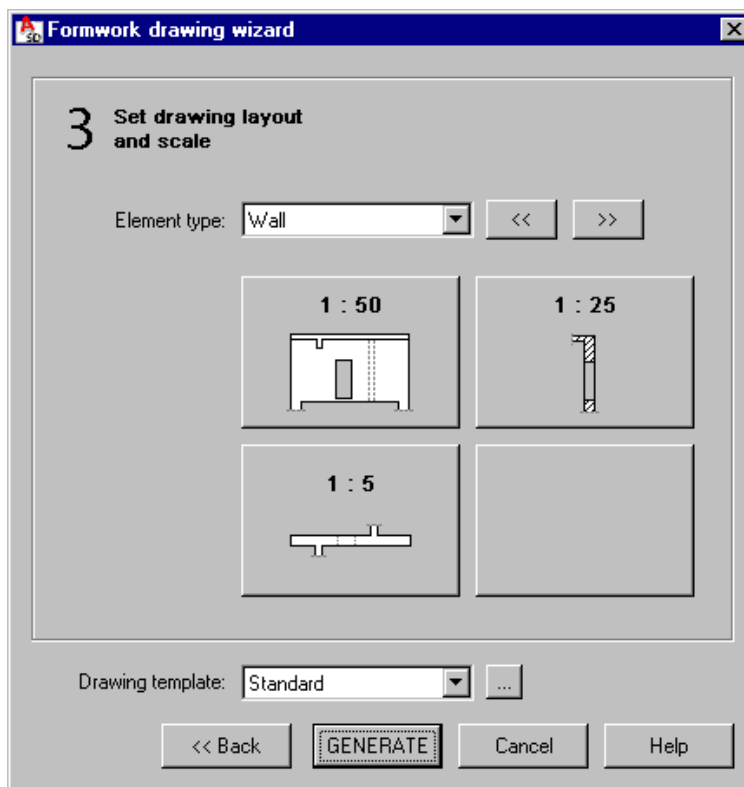 Formwork drawing wizard
3 Set drawing layout
and scale
Element type: Wall << >>
1 : 50 1 : 25
1 : 5
Drawing template: Standard ...
<< Back GENERATE Cancel Help